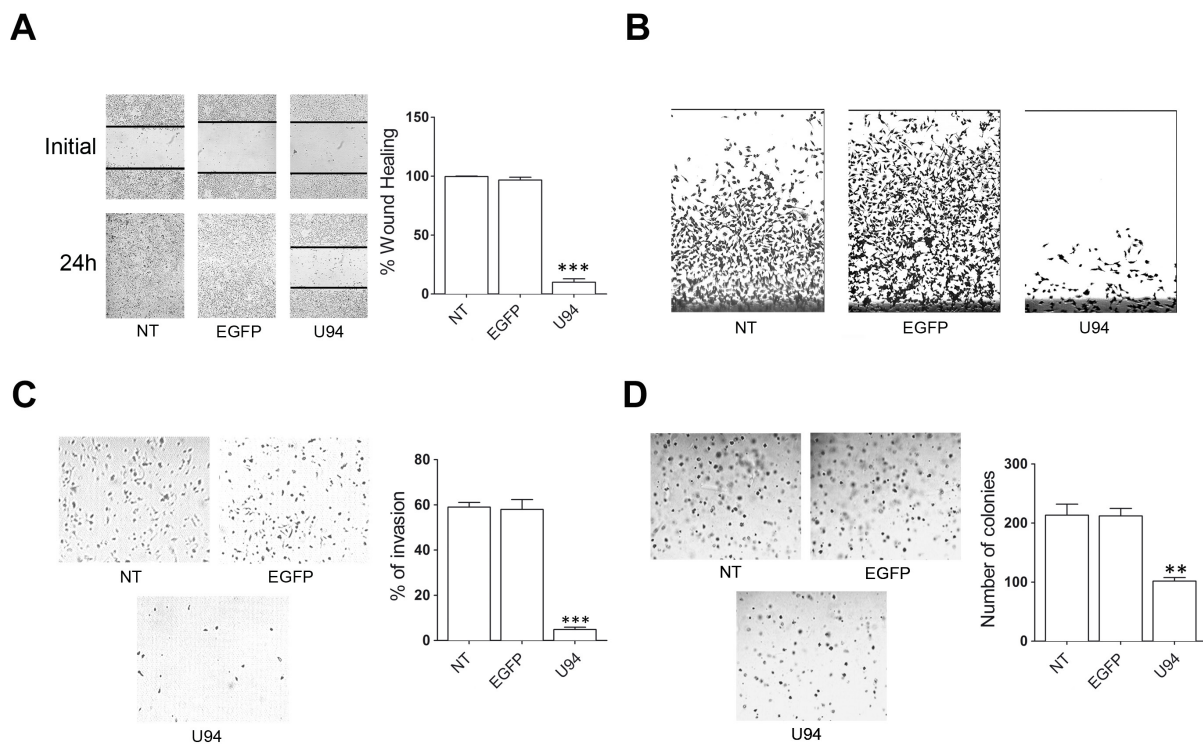 A
Initial
24h
NT
EGFP
U94
% Wound Healing
150
100
50
0
***
NT
EGFP
U94
B
NT
EGFP
U94
C
NT
EGFP
U94
% of invasion
80
60
40
20
0
***
NT
EGFP
U94
D
NT
EGFP
U94
Number of colonies
300
200
100
0
**
NT
EGFP
U94